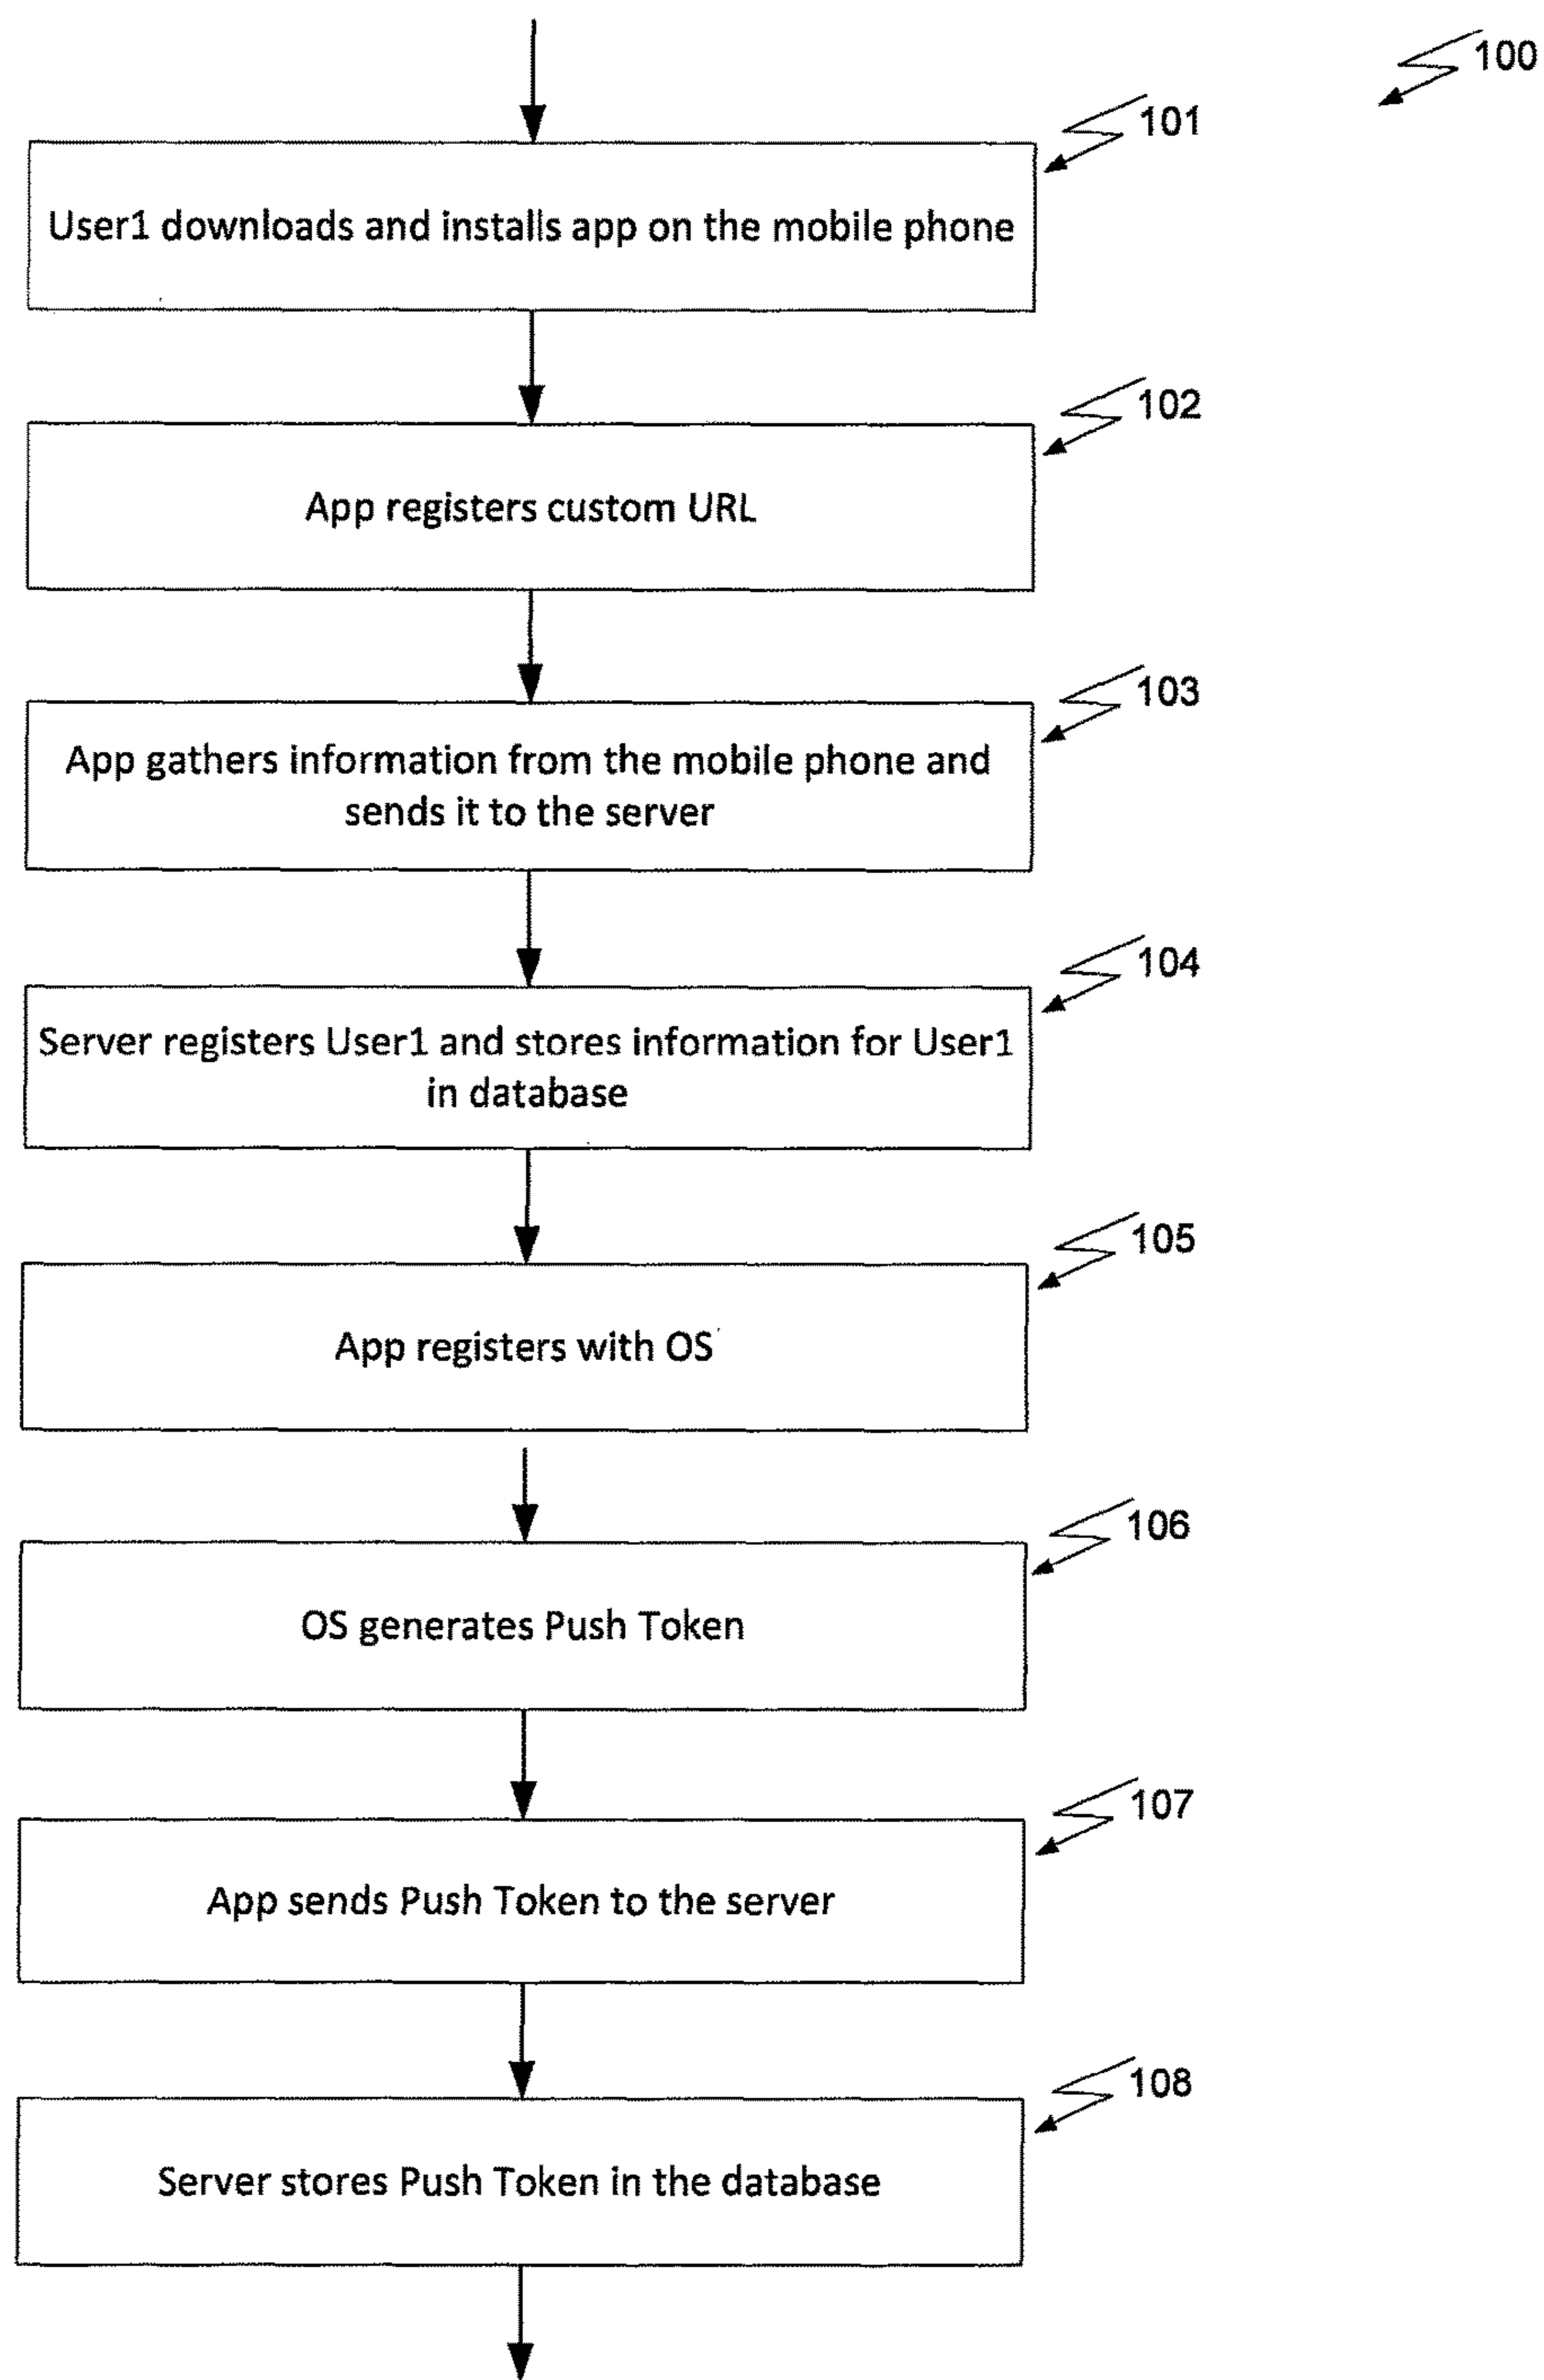 100
101
User1 downloads and installs app on the mobile phone
102
App registers custom URL
103
App gathers information from the mobile phone and
sends it to the server
104
Server registers User1 and stores information for User1
in database
105
App registers with OS
106
OS generates Push Token
107
App sends Push Token to the server
108
Server stores Push Token in the database